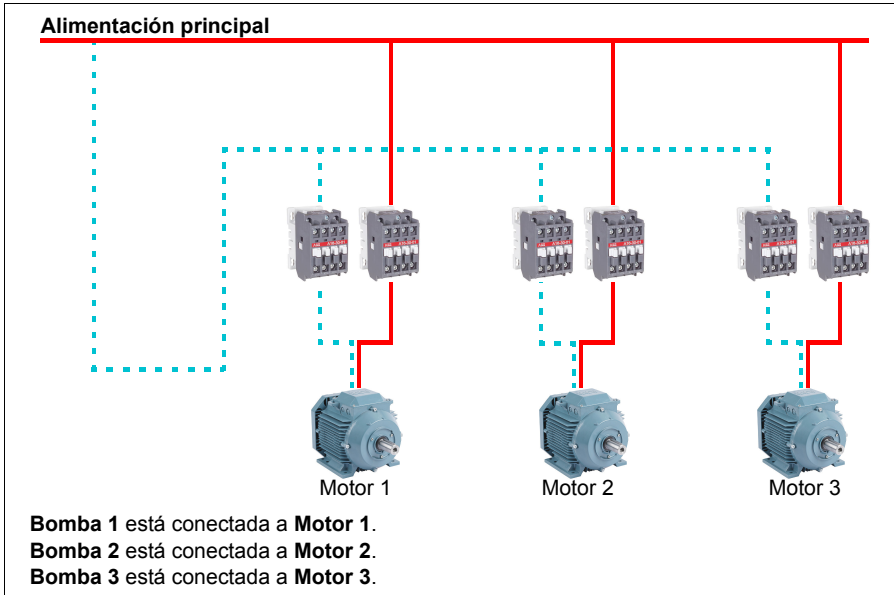 Alimentación principal
Motor 1
Motor 2
Motor 3
Bomba 1 está conectada a Motor 1.
Bomba 2 está conectada a Motor 2.
Bomba 3 está conectada a Motor 3.